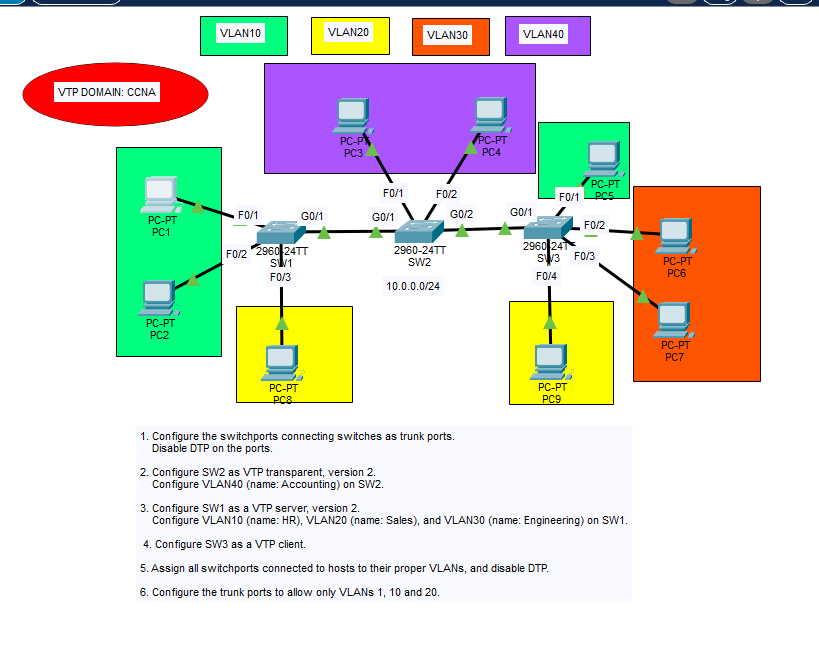 VLAN10
VLAN20
VLAN30
VLAN40
VTP DOMAIN: CCNA
PC-PT
PC3
PC-PT
PC4
PC-PT
PC5
PC-PT
PC1
F0/1
G0/1
F0/1
F0/2
G0/1
G0/2
G0/1
F0/1
F0/2
2960-24TT
SW1
F0/2
F0/3
2960-24TT
SW2
2960-24TT
SW3
F0/3
F0/4
PC-PT
PC6
10.0.0.0/24
PC-PT
PC2
PC-PT
PC7
PC-PT
PC8
PC-PT
PC9
1. Configure the switchports connecting switches as trunk ports.
Disable DTP on the ports.
2. Configure SW2 as VTP transparent, version 2.
Configure VLAN40 (name: Accounting) on SW2.
3. Configure SW1 as a VTP server, version 2.
Configure VLAN10 (name: HR), VLAN20 (name: Sales), and VLAN30 (name: Engineering) on SW1.
4. Configure SW3 as a VTP client.
5. Assign all switchports connected to hosts to their proper VLANs, and disable DTP.
6. Configure the trunk ports to allow only VLANs 1, 10 and 20.